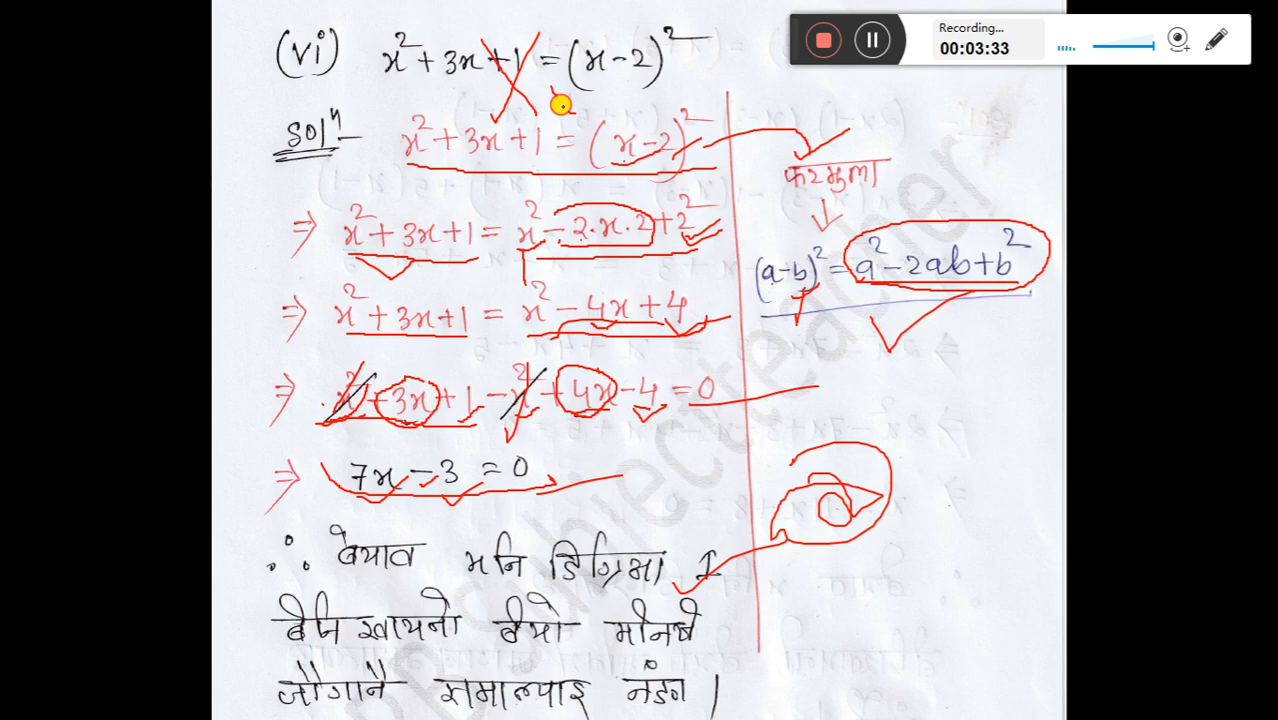 Recording...
00:03:33
(vi) x² + 3x + 1 = (x-2)²
Solⁿ- x² + 3x + 1 = (x-2)²
फरमुला
⇒ x² + 3x + 1 = x² - 2.x.2 + 2²
(a-b)² = a² - 2ab + b²
⇒ x² + 3x + 1 = x² - 4x + 4
⇒ x² + 3x + 1 - x² + 4x - 4 = 0
⇒ 7x - 3 = 0
∴ बेयाव मनि डिग्रिआ 1
बेनि खायनो बेयो मोनषे
जौगानै समान्थाइ नङा।